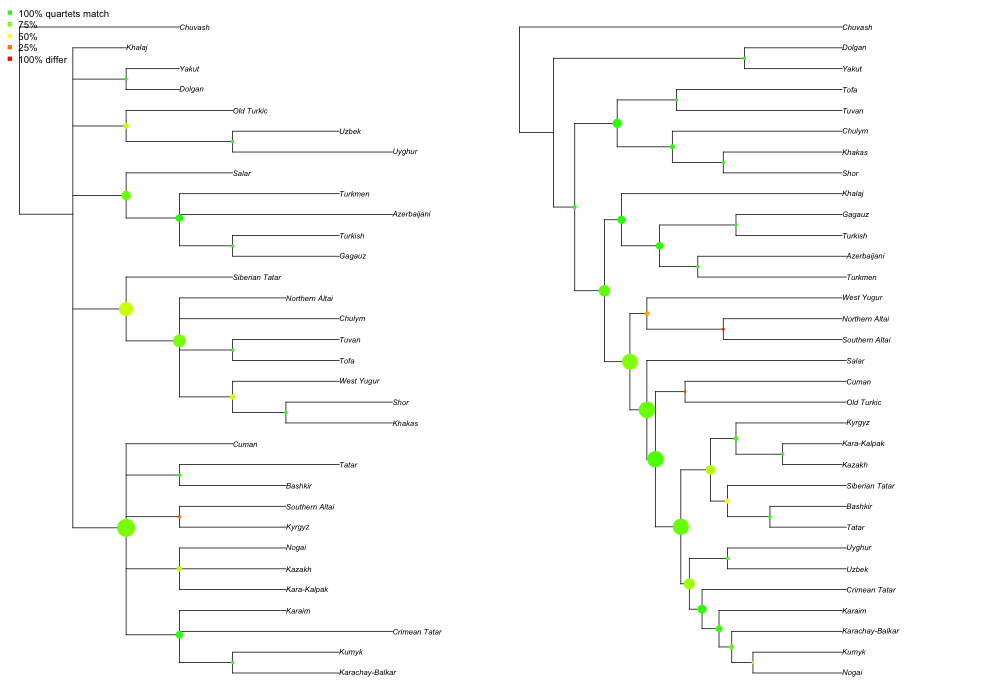 100% quartets match
75%
50%
25%
100% differ
Chuvash
Khalaj
Yakut
Dolgan
Old Turkic
Uzbek
Uyghur
Salar
Turkmen
Azerbaijani
Turkish
Gagauz
Siberian Tatar
Northern Altai
Chulym
Tuvan
Tofa
West Yugur
Shor
Khakas
Cuman
Tatar
Bashkir
Southern Altai
Kyrgyz
Nogai
Kazakh
Kara-Kalpak
Karaim
Crimean Tatar
Kumyk
Karachay-Balkar
Chuvash
Dolgan
Yakut
Tofa
Tuvan
Chulym
Khakas
Shor
Khalaj
Gagauz
Turkish
Azerbaijani
Turkmen
West Yugur
Northern Altai
Southern Altai
Salar
Cuman
Old Turkic
Kyrgyz
Kara-Kalpak
Kazakh
Siberian Tatar
Bashkir
Tatar
Uyghur
Uzbek
Crimean Tatar
Karaim
Karachay-Balkar
Kumyk
Nogai